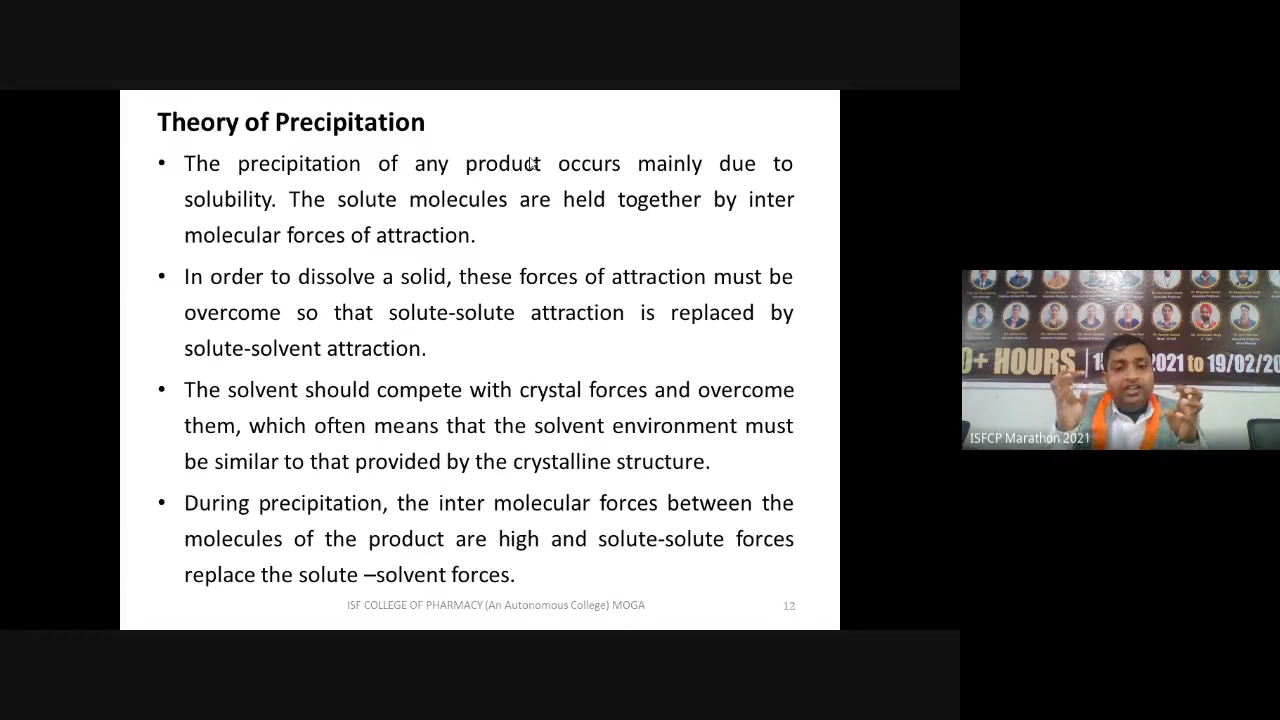 Theory of Precipitation
• The precipitation of any product occurs mainly due to
solubility. The solute molecules are held together by inter
molecular forces of attraction.
• In order to dissolve a solid, these forces of attraction must be
overcome so that solute-solute attraction is replaced by
solute-solvent attraction.
• The solvent should compete with crystal forces and overcome
them, which often means that the solvent environment must
be similar to that provided by the crystalline structure.
• During precipitation, the inter molecular forces between the
molecules of the product are high and solute-solute forces
replace the solute –solvent forces.
ISF COLLEGE OF PHARMACY (An Autonomous College) MOGA
12
0+ HOURS
2021 to 19/02/20
ISFCP Marathon 2021